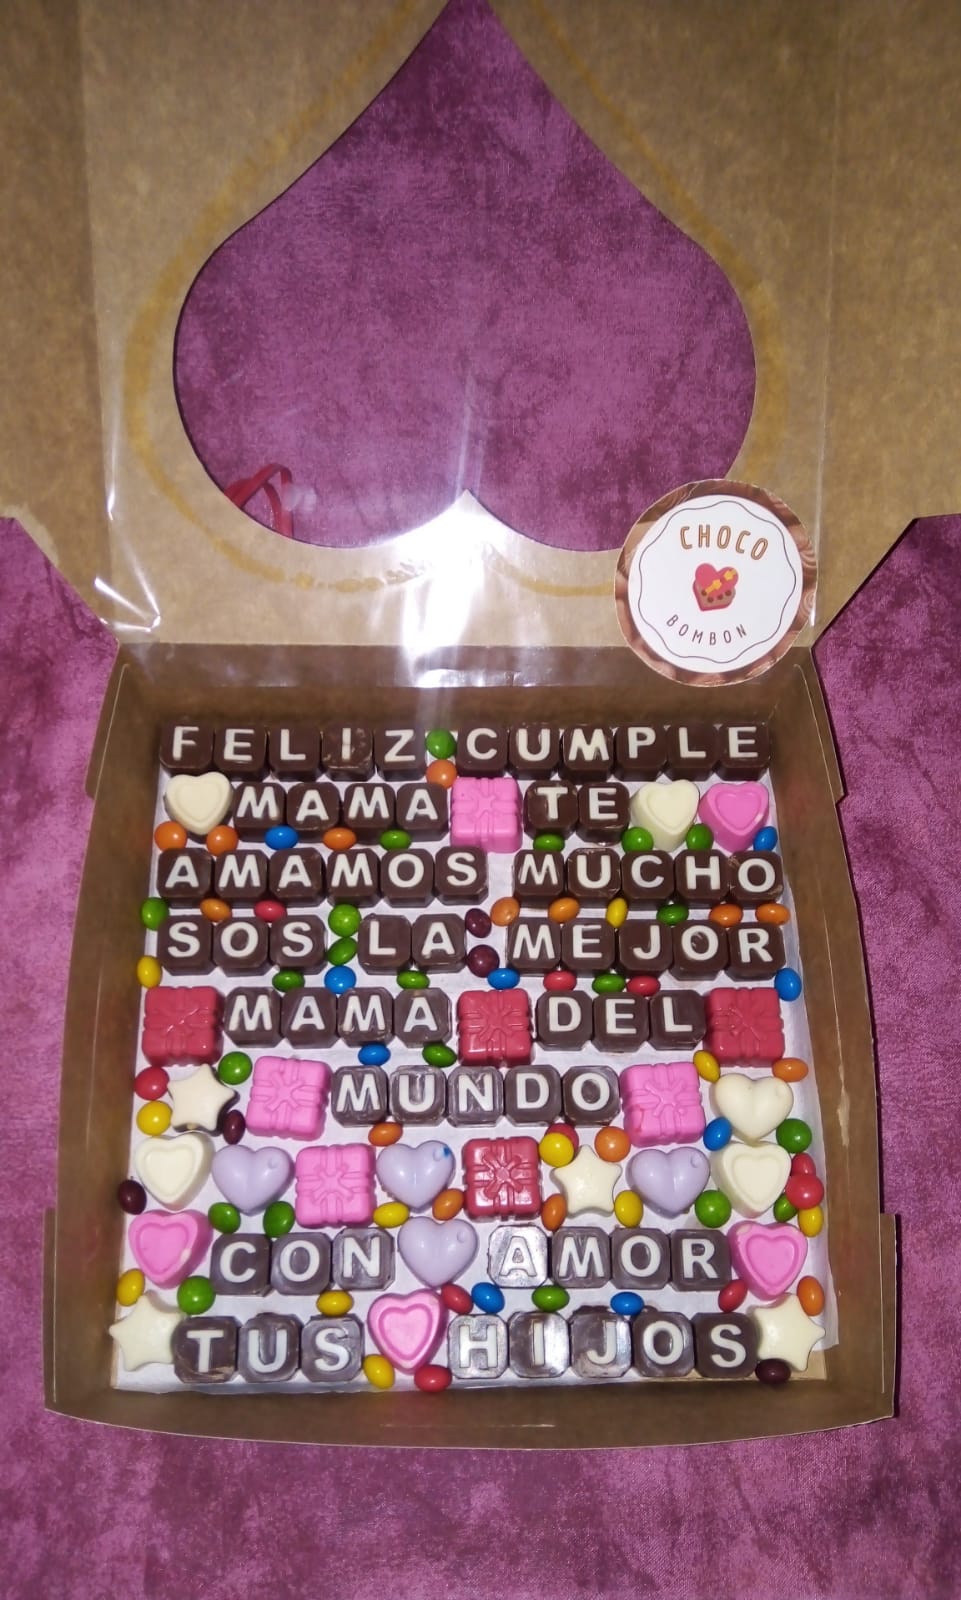 CHOCO
BOMBON
FELIZ CUMPLE
MAMA TE
AMAMOS MUCHO
SOS LA MEJOR
MAMA DEL
MUNDO
CON AMOR
TUS HIJOS